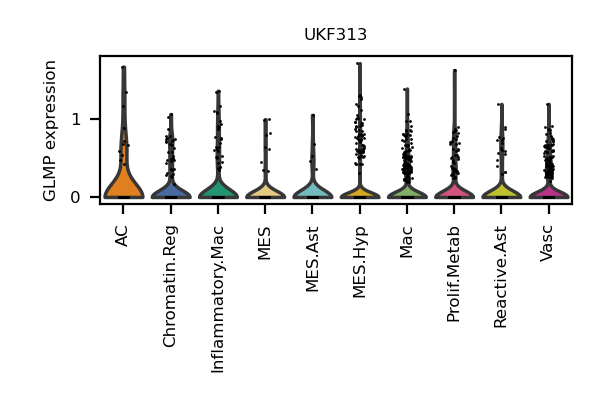 UKF313
GLMP expression
1
0
AC
Chromatin.Reg
Inflammatory.Mac
MES
MES.Ast
MES.Hyp
Mac
Prolif.Metab
Reactive.Ast
Vasc